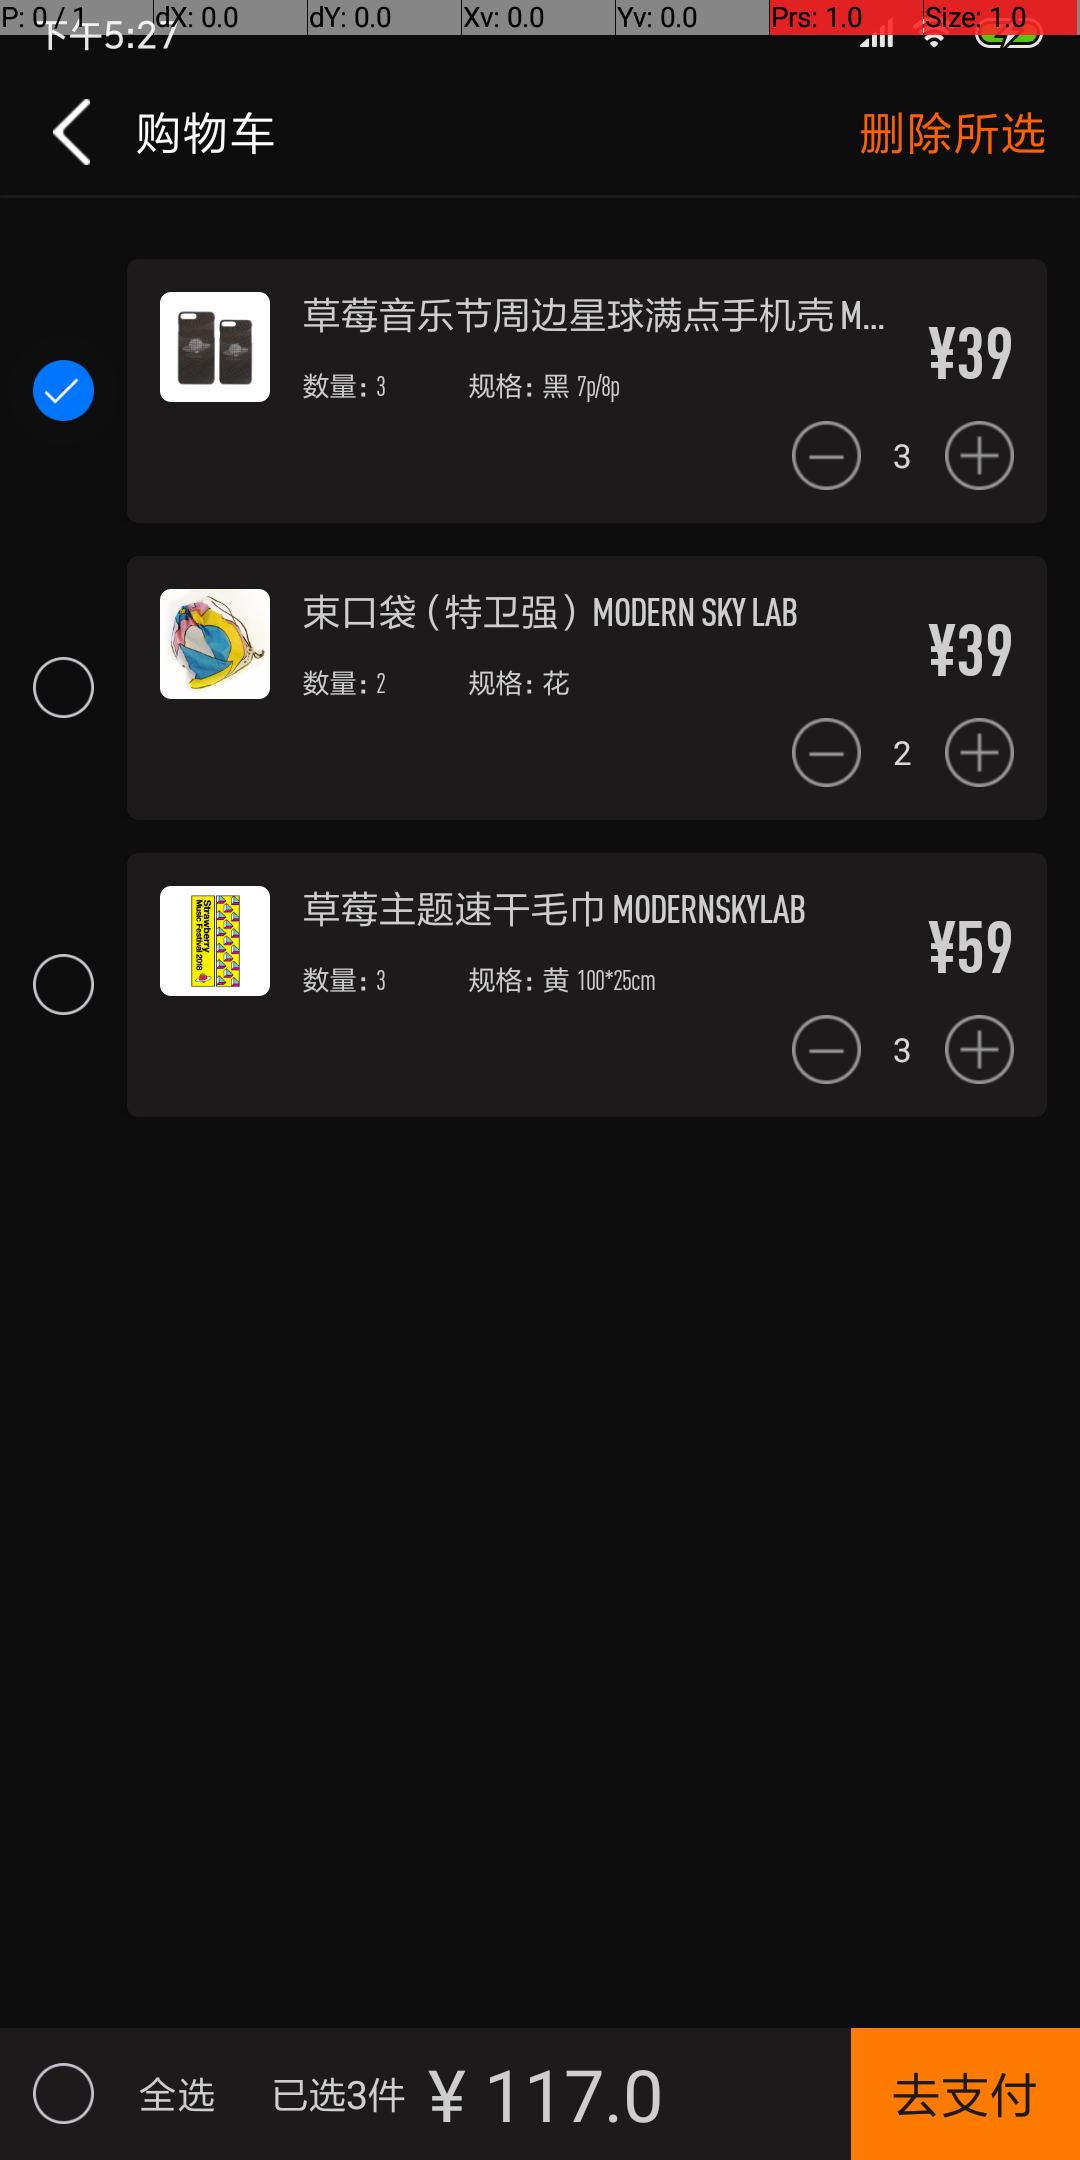 P: 0 / 1 dX: 0.0 dY: 0.0 Xv: 0.0 Yv: 0.0 Prs: 1.0 Size: 1.0
下午5:27
购物车 删除所选
草莓音乐节周边星球满点手机壳 M...
¥39
数量: 3 规格: 黑 7p/8p
3
束口袋（特卫强）MODERN SKY LAB
¥39
数量: 2 规格: 花
2
Strawberry
Music Festival 2018
草莓主题速干毛巾 MODERNSKYLAB
¥59
数量: 3 规格: 黄 100*25cm
3
全选 已选3件 ¥ 117.0 去支付